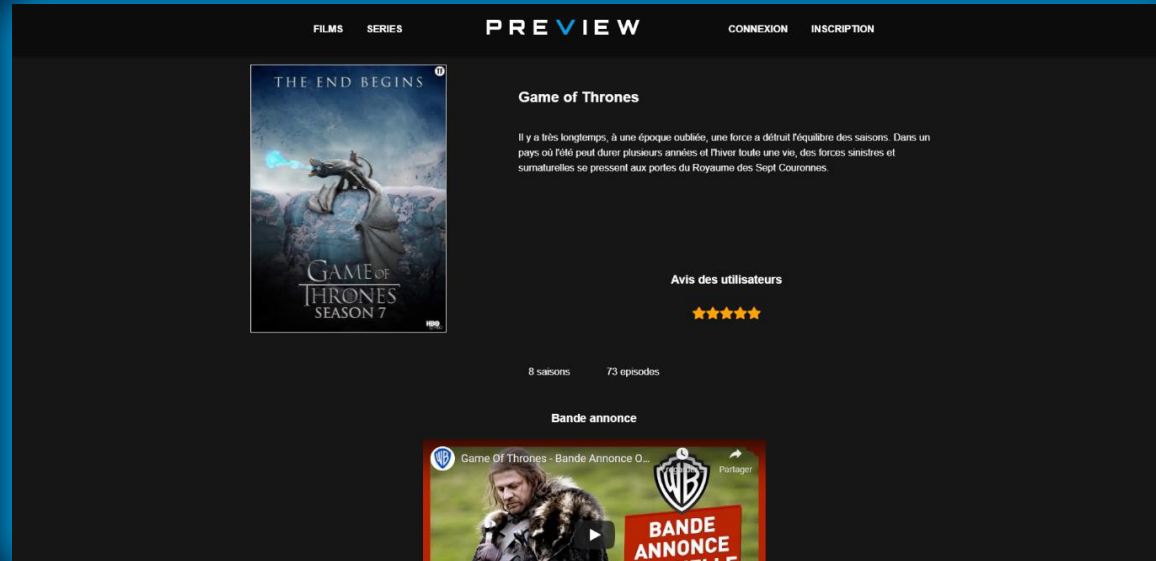 FILMS SERIES PREVIEW CONNEXION INSCRIPTION
THE END BEGINS
GAME OF
THRONES
SEASON 7
HBO
Game of Thrones
Il y a très longtemps, à une époque oubliée, une force a détruit l'équilibre des saisons. Dans un
pays où l'été peut durer plusieurs années et l'hiver toute une vie, des forces sinistres et
surnaturelles se pressent aux portes du Royaume des Sept Couronnes.
Avis des utilisateurs
8 saisons 73 episodes
Bande annonce
Game Of Thrones - Bande Annonce O...
Partager
WB
BANDE
ANNONCE